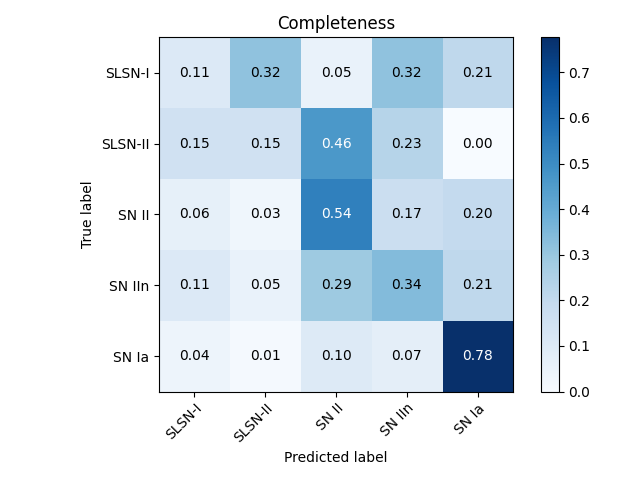 Completeness
SLSN-I 0.11 0.32 0.05 0.32 0.21
SLSN-II 0.15 0.15 0.46 0.23 0.00
SN II 0.06 0.03 0.54 0.17 0.20
SN IIn 0.11 0.05 0.29 0.34 0.21
SN Ia 0.04 0.01 0.10 0.07 0.78
True label
SLSN-I SLSN-II SN II SN IIn SN Ia
Predicted label
0.7
0.6
0.5
0.4
0.3
0.2
0.1
0.0